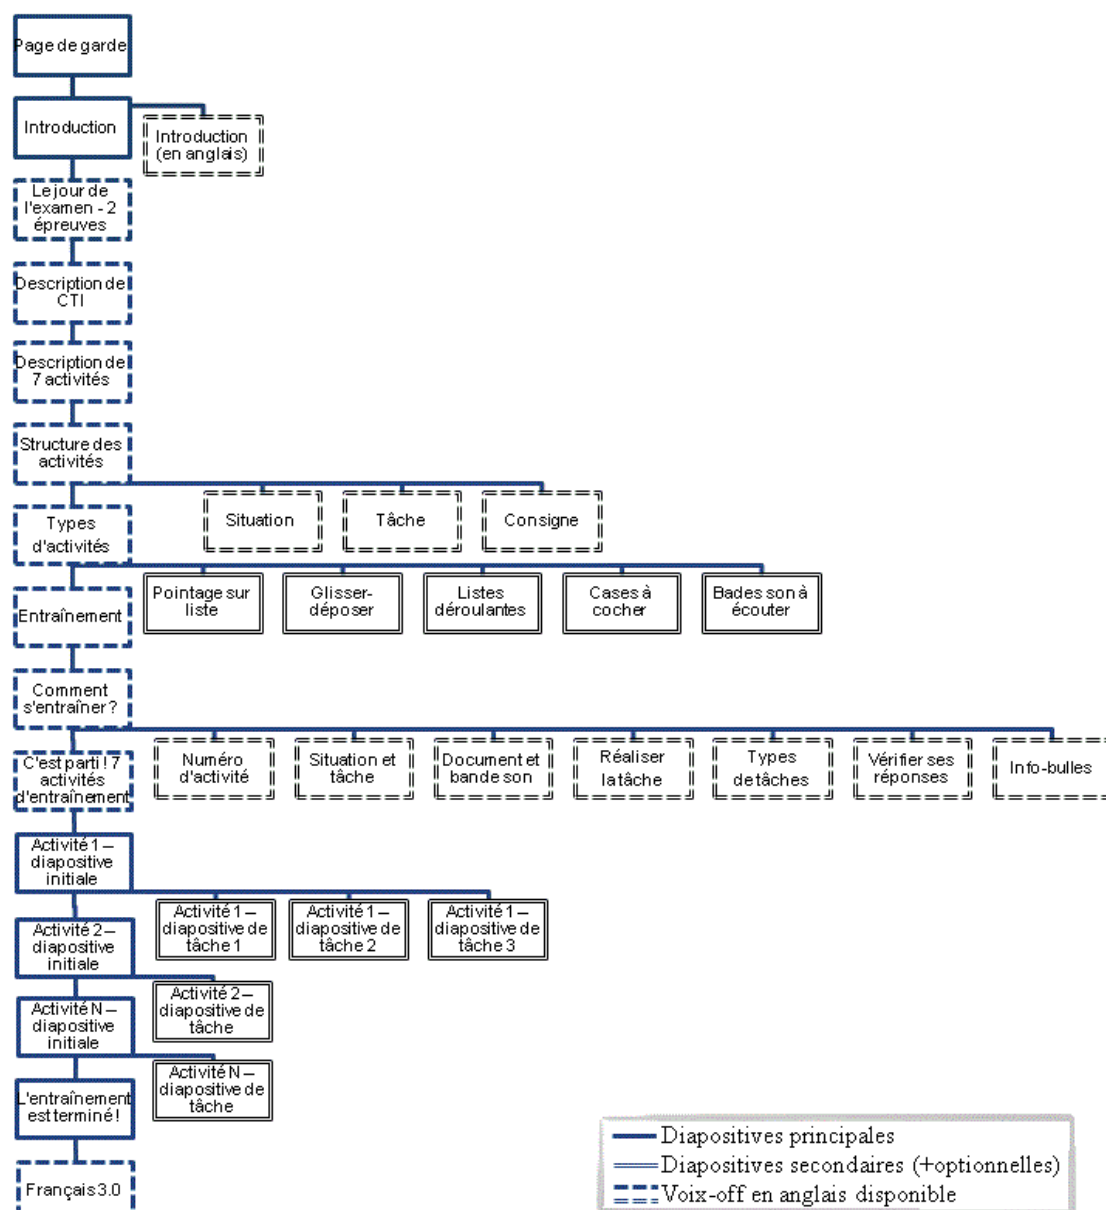 Page de garde
Introduction
Introduction
(en anglais)
Le jour de
l'examen - 2
épreuves
Description de
CTI
Description de
7 activités
Structure des
activités
Situation
Tâche
Consigne
Types
d'activités
Pointage sur
liste
Glisser-
déposer
Listes
déroulantes
Cases à
cocher
Bades son à
écouter
Entraînement
Comment
s'entraîner ?
Numéro
d'activité
Situation et
tâche
Document et
bande son
Réaliser
la tâche
Types
de tâches
Vérifier ses
réponses
Info-bulles
C'est parti ! 7
activités
d'entraînement
Activité 1 –
diapositive
initiale
Activité 1 –
diapositive de
tâche 1
Activité 1 –
diapositive de
tâche 2
Activité 1 –
diapositive de
tâche 3
Activité 2 –
diapositive
initiale
Activité 2 –
diapositive de
tâche
Activité N –
diapositive
initiale
Activité N –
diapositive de
tâche
L'entraînement
est terminé !
Français 3.0
Diapositives principales
Diapositives secondaires (+optionnelles)
Voix-off en anglais disponible